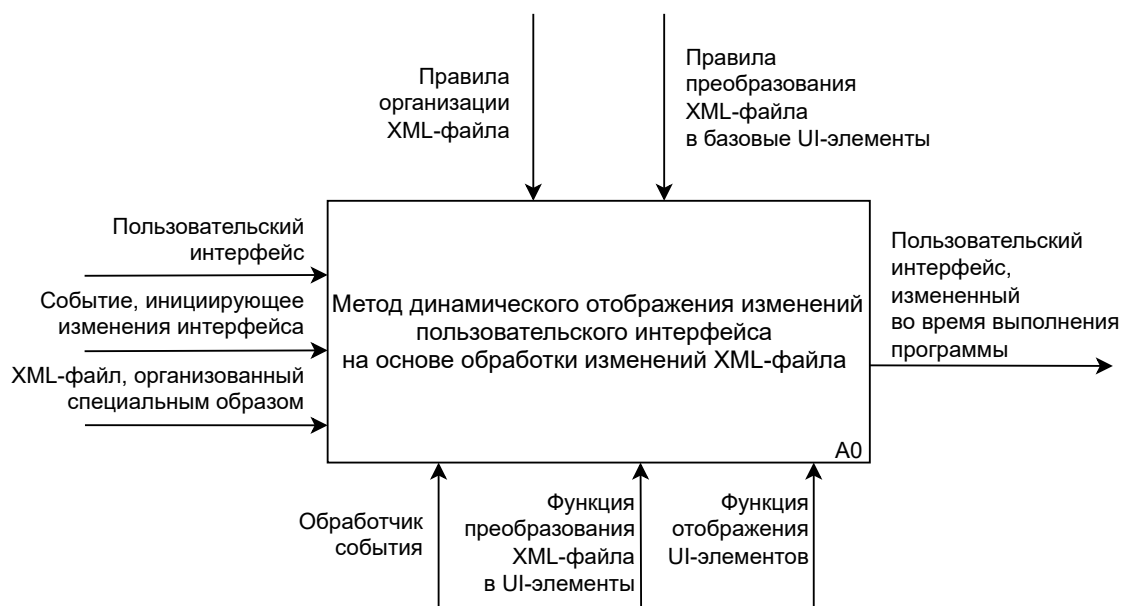 Правила
организации
XML-файла
Правила
преобразования
XML-файла
в базовые UI-элементы
Пользовательский
интерфейс
Событие, инициирующее
изменения интерфейса
XML-файл, организованный
специальным образом
Метод динамического отображения изменений
пользовательского интерфейса
на основе обработки изменений XML-файла
A0
Пользовательский
интерфейс,
измененный
во время выполнения
программы
Обработчик
события
Функция
преобразования
XML-файла
в UI-элементы
Функция
отображения
UI-элементов